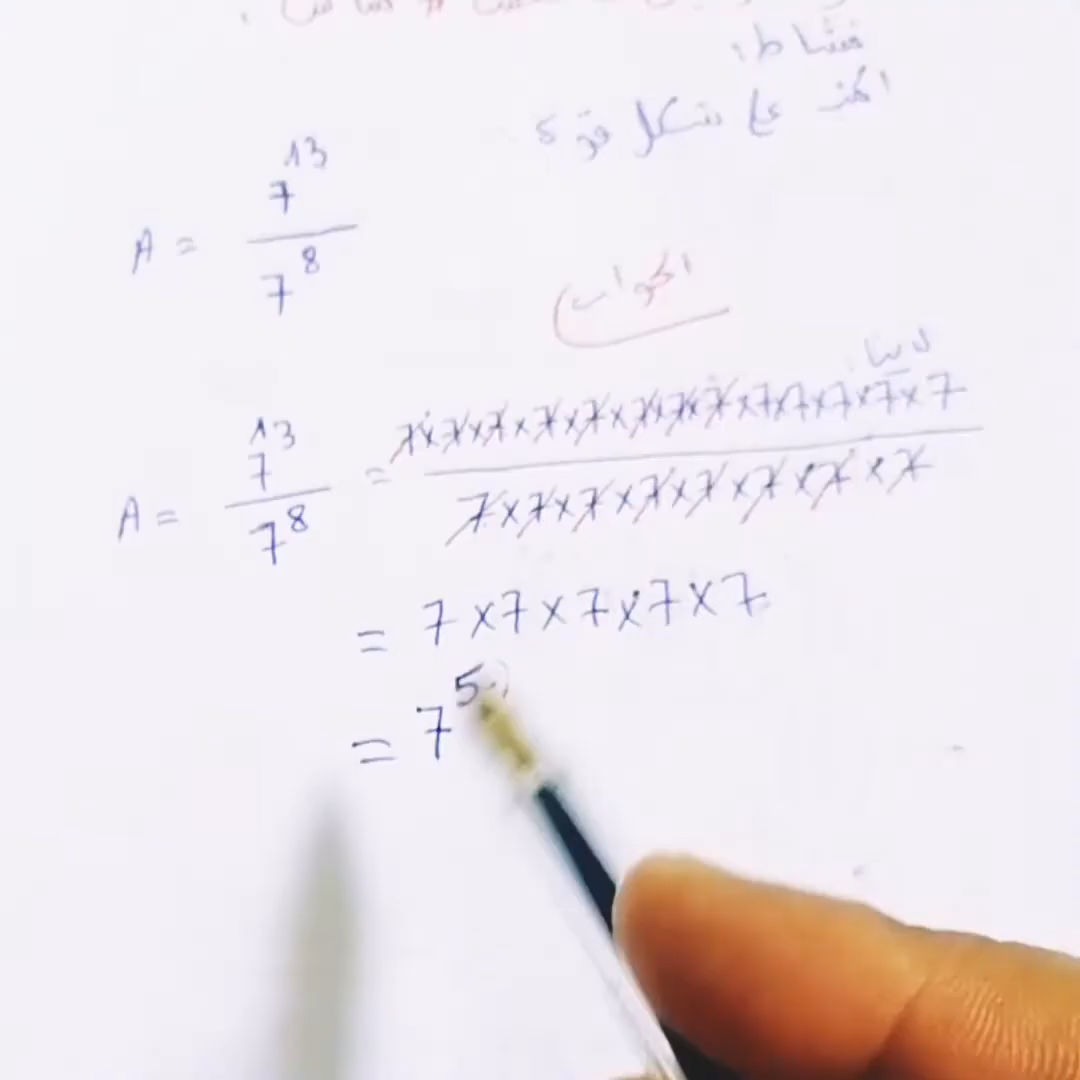 نشاط:
اكتب على شكل قوة
A = 7^13 / 7^8
الجواب
لدينا:
A = 7^13 / 7^8 = 7×7×7×7×7×7×7×7×7×7×7×7×7 / 7×7×7×7×7×7×7×7
= 7×7×7×7×7
= 7^5